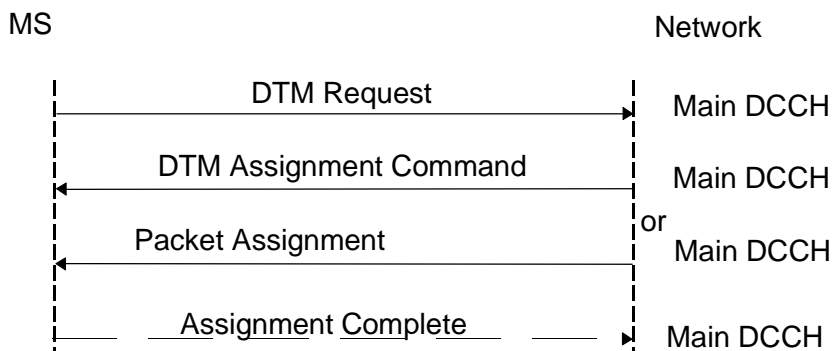 MS
Network
DTM Request
Main DCCH
DTM Assignment Command
Main DCCH
or
Packet Assignment
Main DCCH
Assignment Complete
Main DCCH